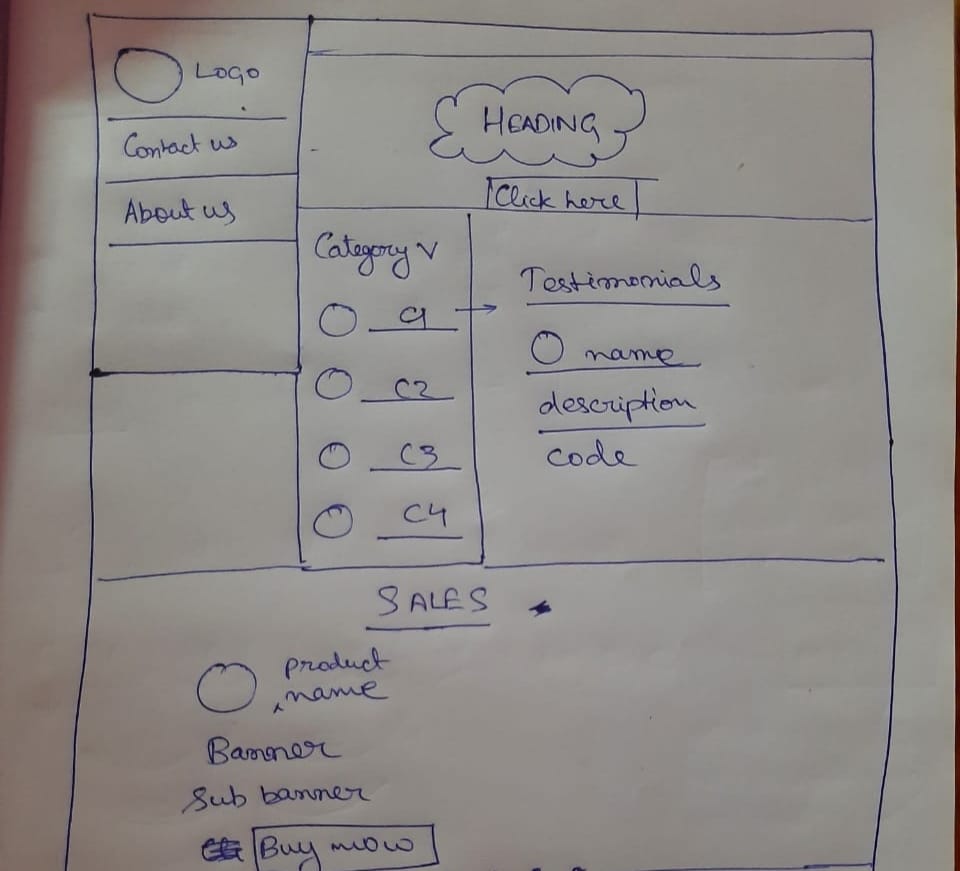 Logo
Contact us
About us
HEADING
Click here
Category
C1
C2
C3
C4
Testimonials
name
description
code
SALES
product
name
Banner
Sub banner
Buy now